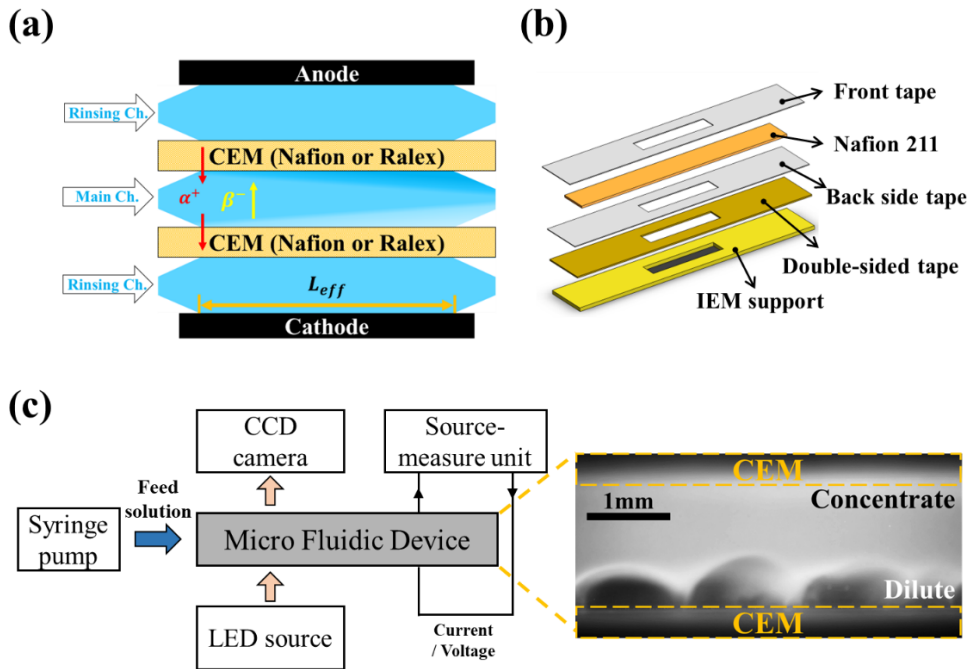 (a)
Anode
Rinsing Ch.
CEM (Nafion or Ralex)
Main Ch.
α⁺
β⁻
CEM (Nafion or Ralex)
Rinsing Ch.
L_eff
Cathode
(b)
Front tape
Nafion 211
Back side tape
Double-sided tape
IEM support
(c)
CCD
camera
Source-
measure unit
Feed
solution
Syringe
pump
Micro Fluidic Device
LED source
Current
/ Voltage
CEM
1mm
Concentrate
Dilute
CEM